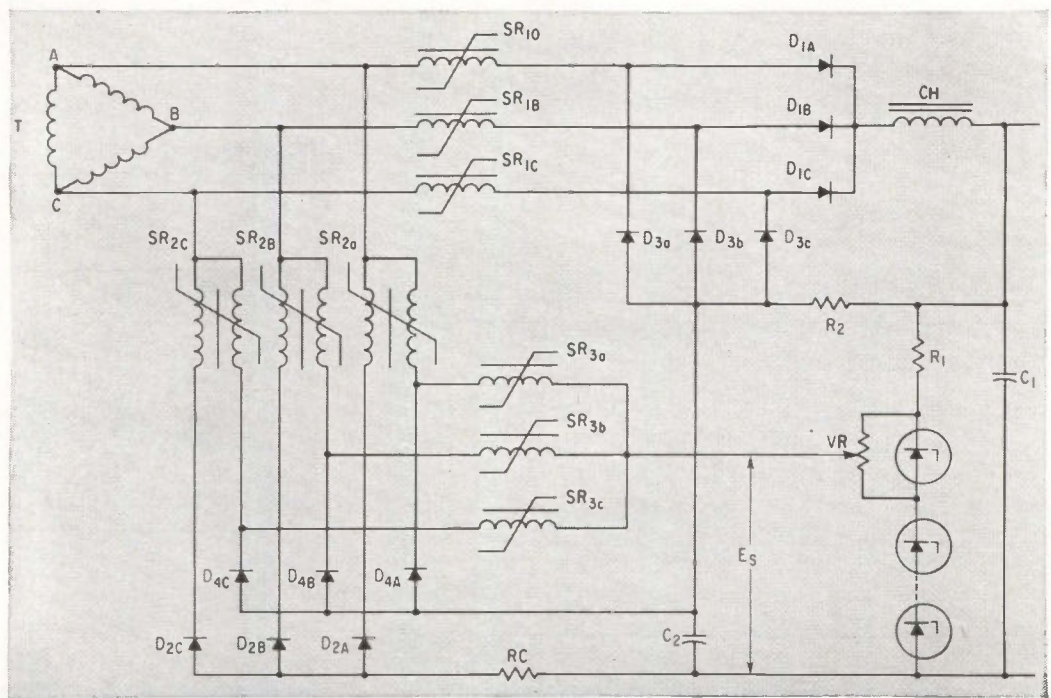 A
SR10
D1A
T
B
SR1B
D1B
CH
C
SR1C
D1C
SR2C
SR2B
SR2a
D3a
D3b
D3c
R2
R1
C1
SR3a
SR3b
VR
SR3c
ES
D4C
D4B
D4A
C2
D2C
D2B
D2A
RC